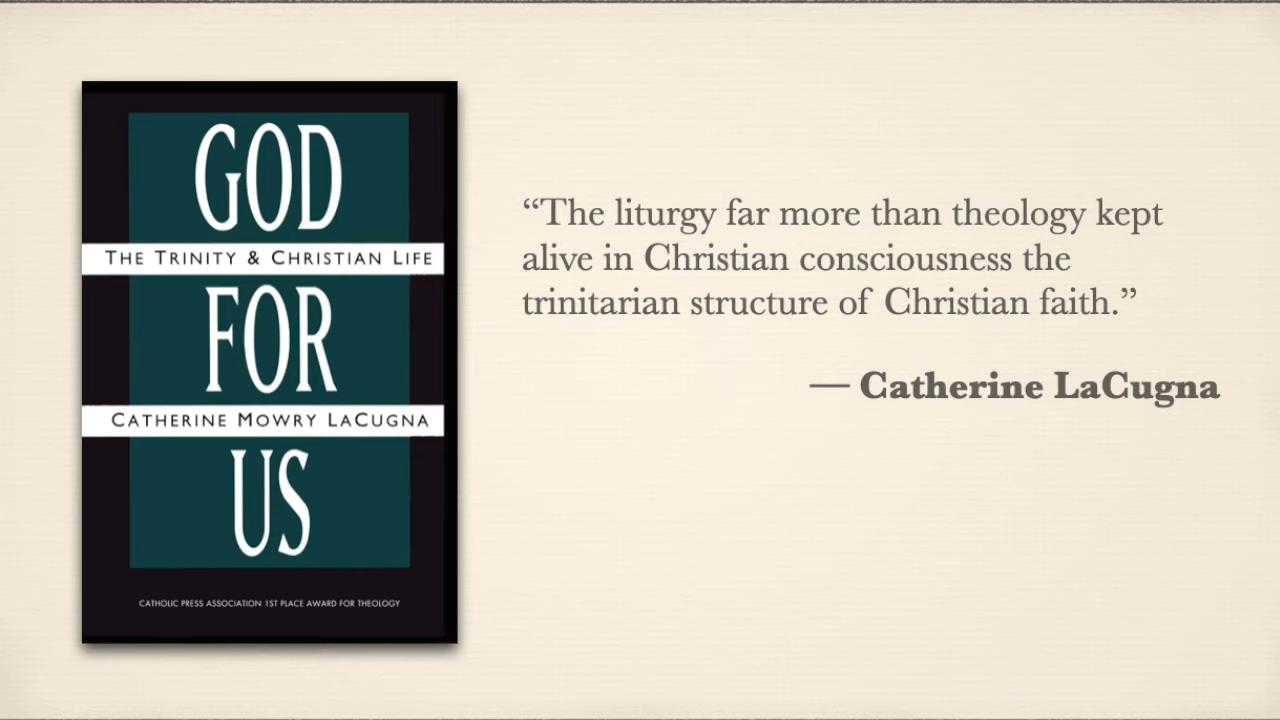 GOD
THE TRINITY & CHRISTIAN LIFE
FOR
CATHERINE MOWRY LACUGNA
US
CATHOLIC PRESS ASSOCIATION 1ST PLACE AWARD FOR THEOLOGY
“The liturgy far more than theology kept
alive in Christian consciousness the
trinitarian structure of Christian faith.”
— Catherine LaCugna